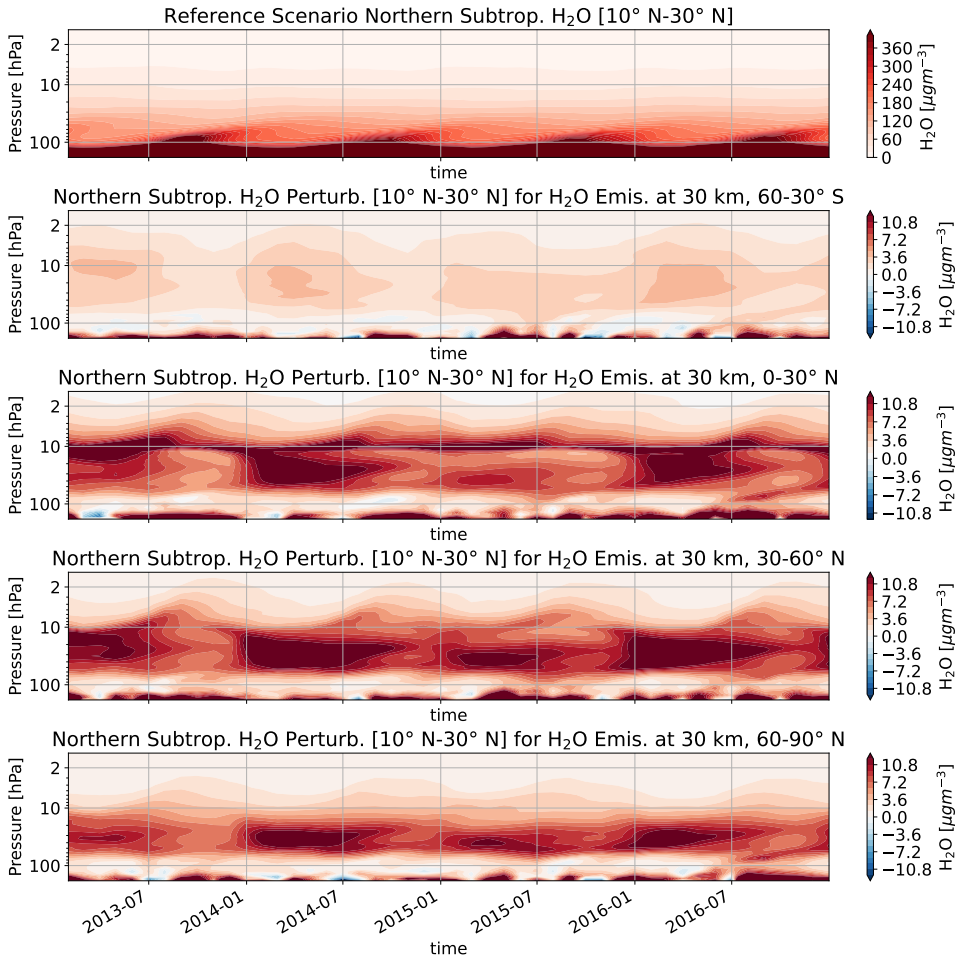 Reference Scenario Northern Subtrop. H₂O [10° N-30° N]
Pressure [hPa]
2
10
100
time
360
300
240
180
120
60
0
H₂O [μgm⁻³]
Northern Subtrop. H₂O Perturb. [10° N-30° N] for H₂O Emis. at 30 km, 60-30° S
Pressure [hPa]
2
10
100
time
10.8
7.2
3.6
0.0
−3.6
−7.2
−10.8
H₂O [μgm⁻³]
Northern Subtrop. H₂O Perturb. [10° N-30° N] for H₂O Emis. at 30 km, 0-30° N
Pressure [hPa]
2
10
100
time
10.8
7.2
3.6
0.0
−3.6
−7.2
−10.8
H₂O [μgm⁻³]
Northern Subtrop. H₂O Perturb. [10° N-30° N] for H₂O Emis. at 30 km, 30-60° N
Pressure [hPa]
2
10
100
time
10.8
7.2
3.6
0.0
−3.6
−7.2
−10.8
H₂O [μgm⁻³]
Northern Subtrop. H₂O Perturb. [10° N-30° N] for H₂O Emis. at 30 km, 60-90° N
Pressure [hPa]
2
10
100
2013-07
2014-01
2014-07
2015-01
2015-07
2016-01
2016-07
time
10.8
7.2
3.6
0.0
−3.6
−7.2
−10.8
H₂O [μgm⁻³]